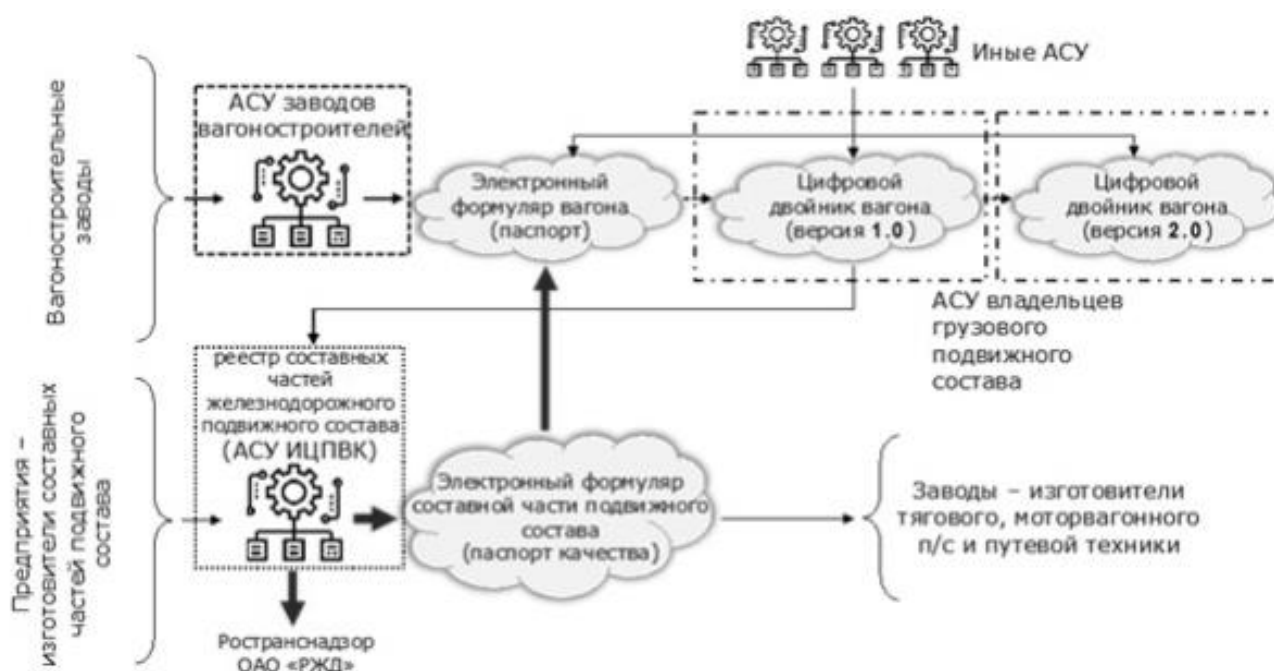 Вагоностроительные
заводы
АСУ заводов
вагоностроителей
Иные АСУ
Электронный
формуляр вагона
(паспорт)
Цифровой
двойник вагона
(версия 1.0)
Цифровой
двойник вагона
(версия 2.0)
АСУ владельцев
грузового
подвижного
состава
Предприятия –
изготовители составных
частей подвижного
состава
реестр составных
частей
железнодорожного
подвижного состава
(АСУ ИЦПВК)
Электронный формуляр
составной части подвижного
состава
(паспорт качества)
Заводы – изготовители
тягового, моторвагонного
п/с и путевой техники
Ространснадзор
ОАО «РЖД»